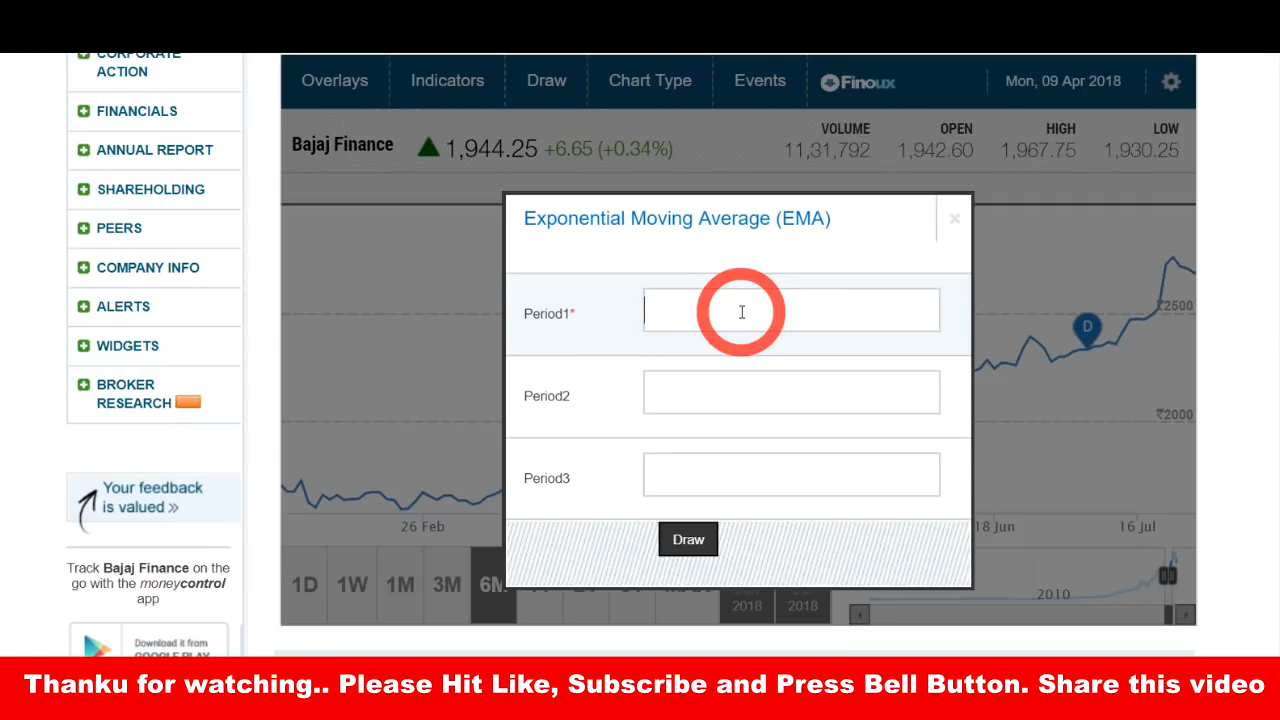 CORPORATE
ACTION
FINANCIALS
ANNUAL REPORT
SHAREHOLDING
PEERS
COMPANY INFO
ALERTS
WIDGETS
BROKER
RESEARCH
Your feedback
is valued »
Track Bajaj Finance on the
go with the moneycontrol
app
Download it from
GOOGLE PLAY
Overlays Indicators Draw Chart Type Events Finoux Mon, 09 Apr 2018
Bajaj Finance 1,944.25 +6.65 (+0.34%)
VOLUME OPEN HIGH LOW
11,31,792 1,942.60 1,967.75 1,930.25
Exponential Moving Average (EMA) ×
Period1*
Period2
Period3
Draw
₹2500
D
₹2000
26 Feb 18 Jun 16 Jul
1D 1W 1M 3M 6M
2018 2018
2010
Thanku for watching.. Please Hit Like, Subscribe and Press Bell Button. Share this video